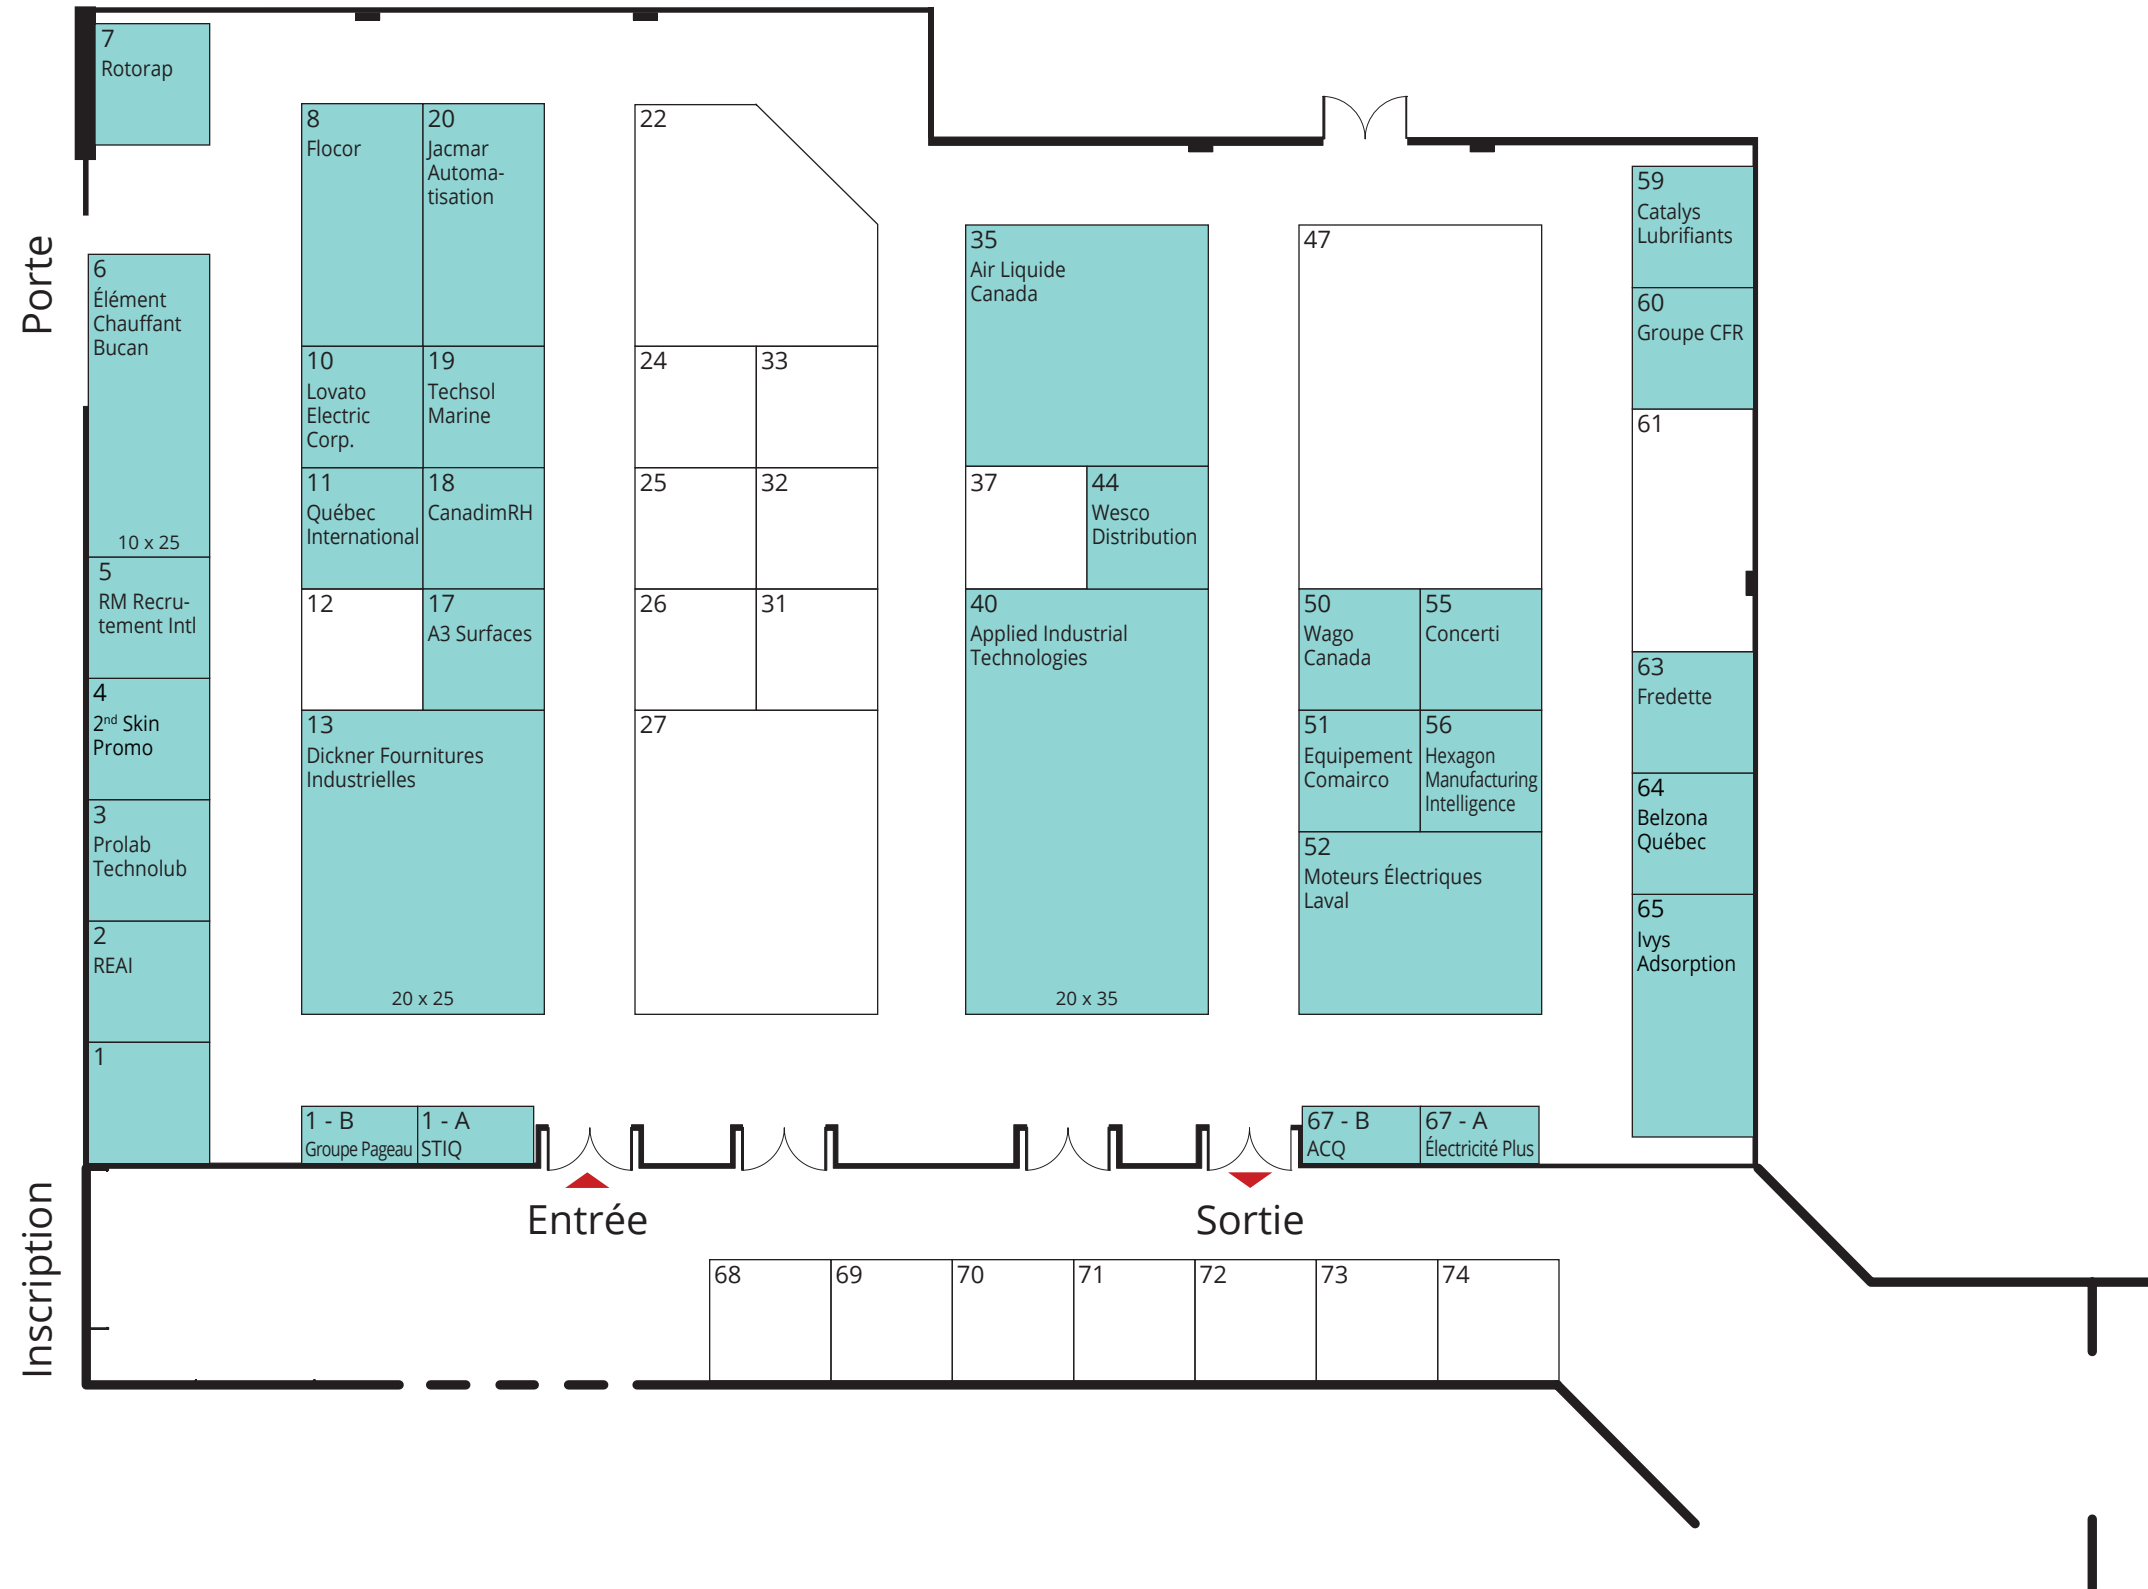 7
Rotorap
Porte
6
Élément
Chauffant
Bucan
10 x 25
5
RM Recru-
tement Intl
4
2nd Skin
Promo
3
Prolab
Technolub
2
REAI
1
8
Flocor
20
Jacmar
Automa-
tisation
10
Lovato
Electric
Corp.
19
Techsol
Marine
11
Québec
International
18
CanadimRH
12
17
A3 Surfaces
13
Dickner Fournitures
Industrielles
20 x 25
22
24
33
25
32
26
31
27
35
Air Liquide
Canada
37
44
Wesco
Distribution
40
Applied Industrial
Technologies
20 x 35
47
50
Wago
Canada
55
Concerti
51
Equipement
Comairco
56
Hexagon
Manufacturing
Intelligence
52
Moteurs Électriques
Laval
59
Catalys
Lubrifiants
60
Groupe CFR
61
63
Fredette
64
Belzona
Québec
65
Ivys
Adsorption
1 - B
Groupe Pageau
1 - A
STIQ
67 - B
ACQ
67 - A
Électricité Plus
Entrée
Sortie
Inscription
68
69
70
71
72
73
74